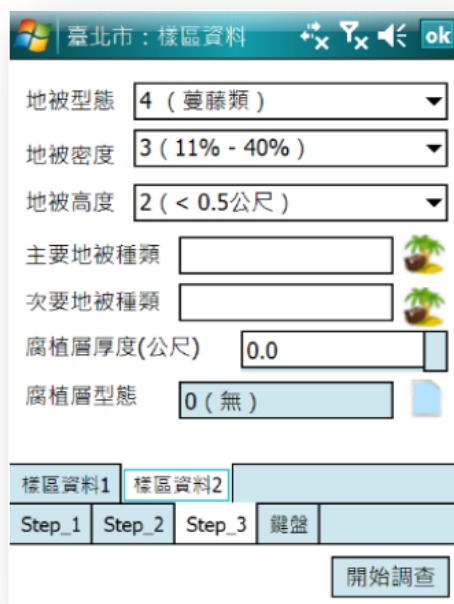 臺北市：樣區資料 ok
地被型態 4 （蔓藤類）
地被密度 3（11% - 40%）
地被高度 2（< 0.5公尺）
主要地被種類
次要地被種類
腐植層厚度(公尺) 0.0
腐植層型態 0（無）
樣區資料1 樣區資料2
Step_1 Step_2 Step_3 鍵盤
開始調查